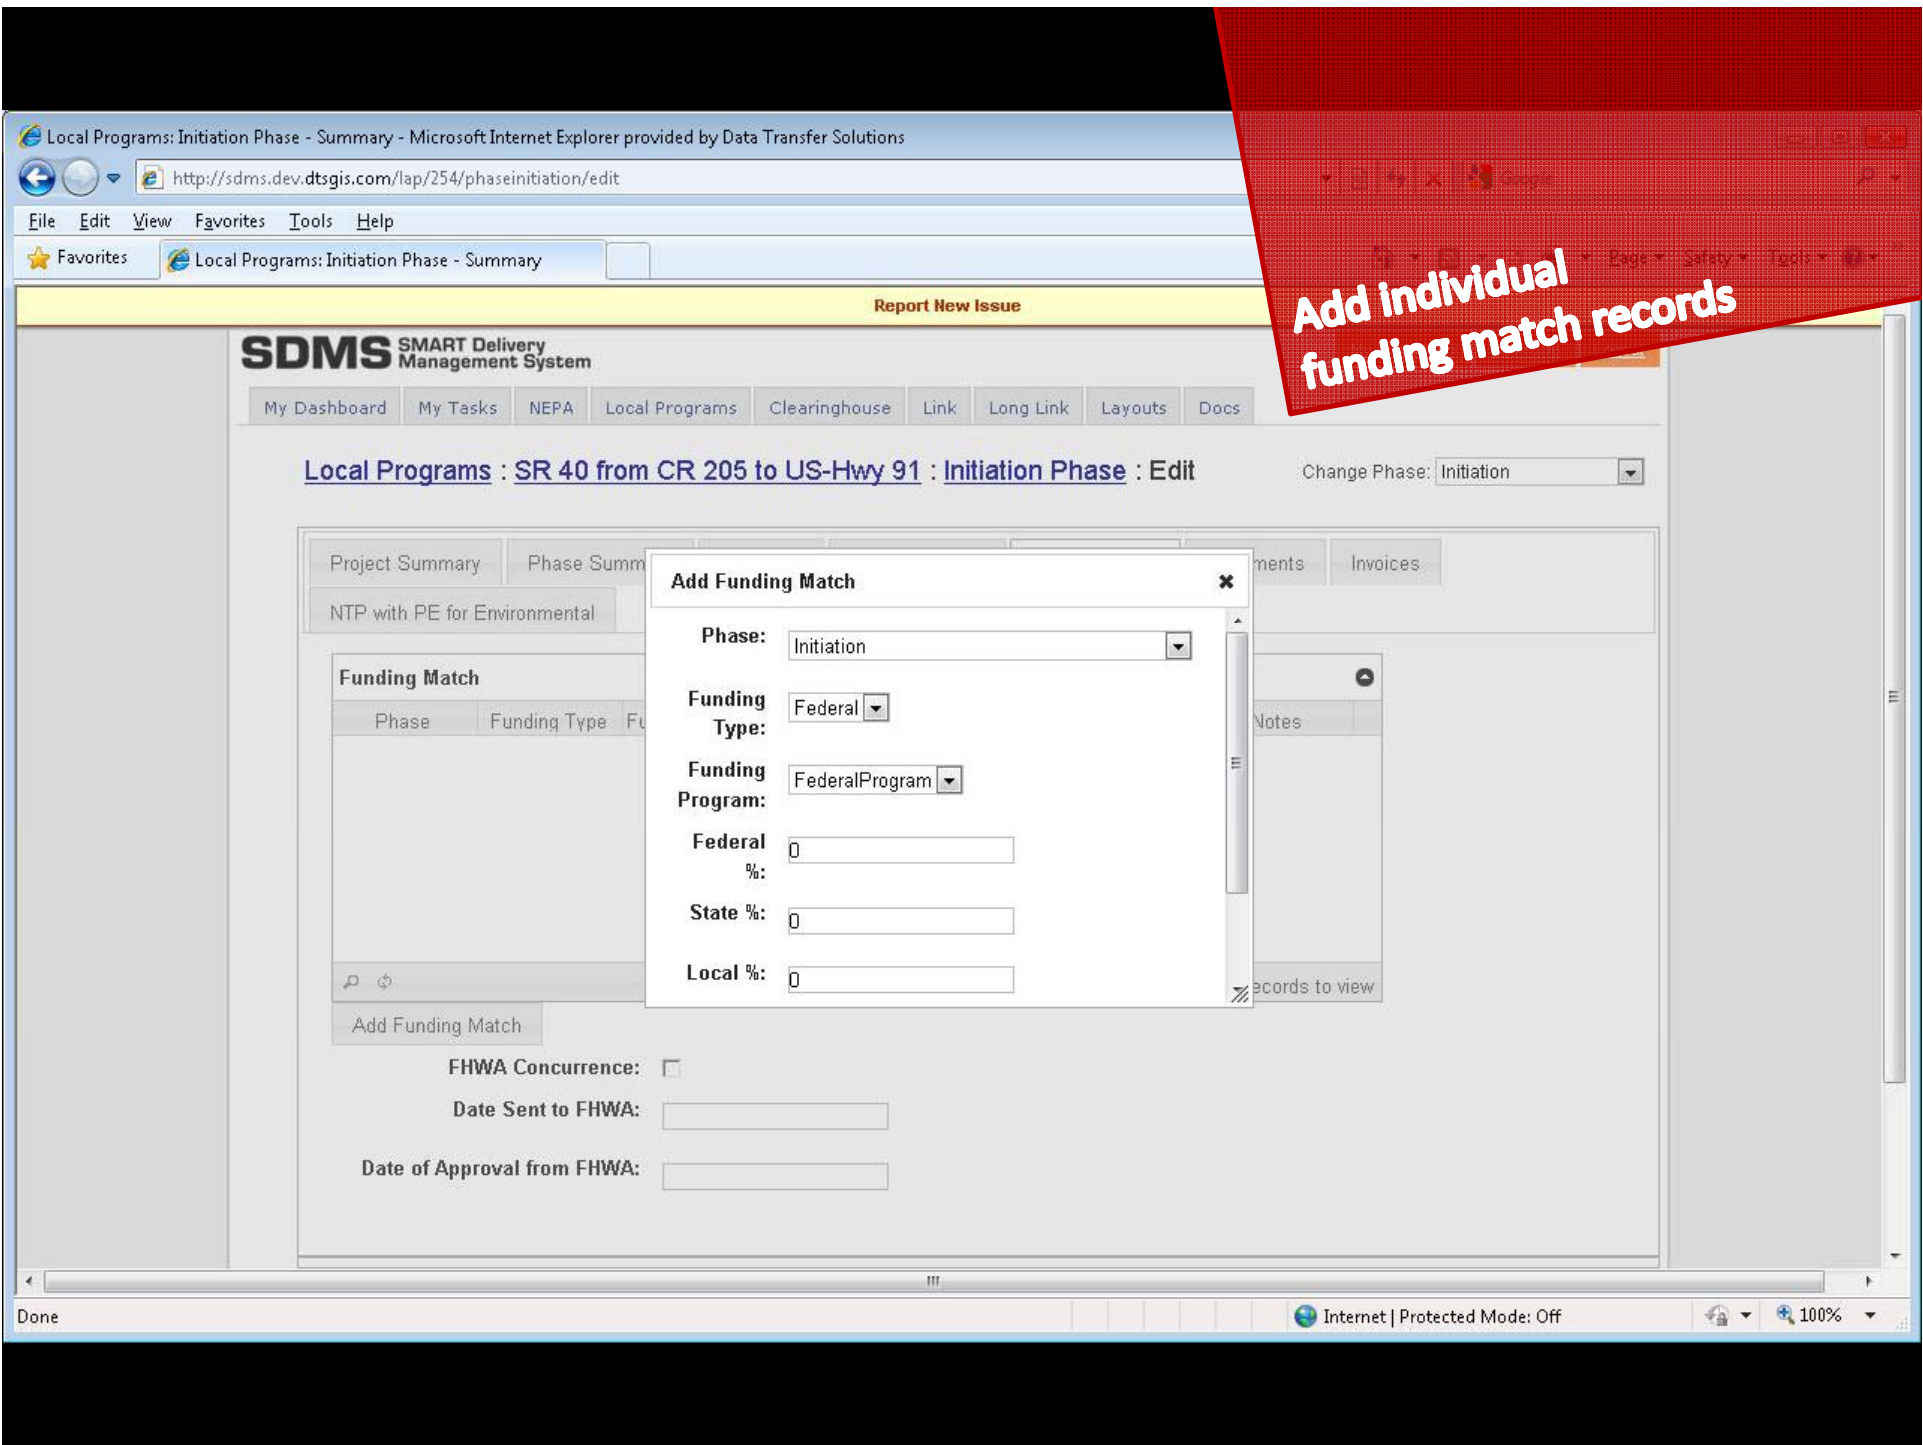 Local Programs: Initiation Phase - Summary - Microsoft Internet Explorer provided by Data Transfer Solutions
http://sdms.dev.dtsgis.com/lap/254/phaseinitiation/edit
Google
File Edit View Favorites Tools Help
Favorites Local Programs: Initiation Phase - Summary
Page Safety Tools
Add individual
funding match records
Report New Issue
SDMS SMART Delivery
Management System
My Dashboard My Tasks NEPA Local Programs Clearinghouse Link Long Link Layouts Docs
Local Programs : SR 40 from CR 205 to US-Hwy 91 : Initiation Phase : Edit Change Phase: Initiation
Project Summary Phase Summ ments Invoices
NTP with PE for Environmental
Add Funding Match
Phase: Initiation
Funding
Type: Federal
Funding
Program: FederalProgram
Federal
%: 0
State %: 0
Local %: 0
Funding Match
Phase Funding Type Fu Notes
ecords to view
Add Funding Match
FHWA Concurrence:
Date Sent to FHWA:
Date of Approval from FHWA:
Done Internet | Protected Mode: Off 100%